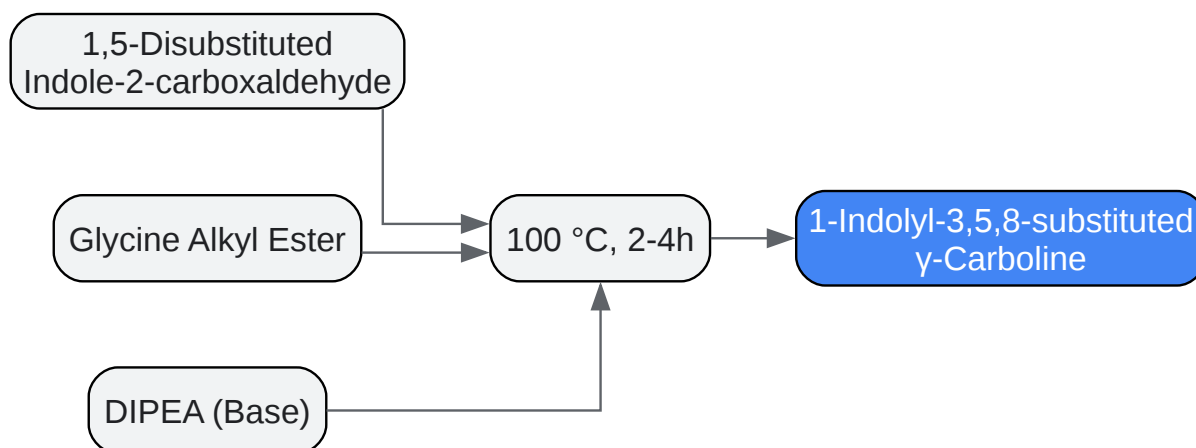 1,5-Disubstituted
Indole-2-carboxaldehyde
Glycine Alkyl Ester
100 °C, 2-4h
1-Indolyl-3,5,8-substituted
γ-Carboline
DIPEA (Base)